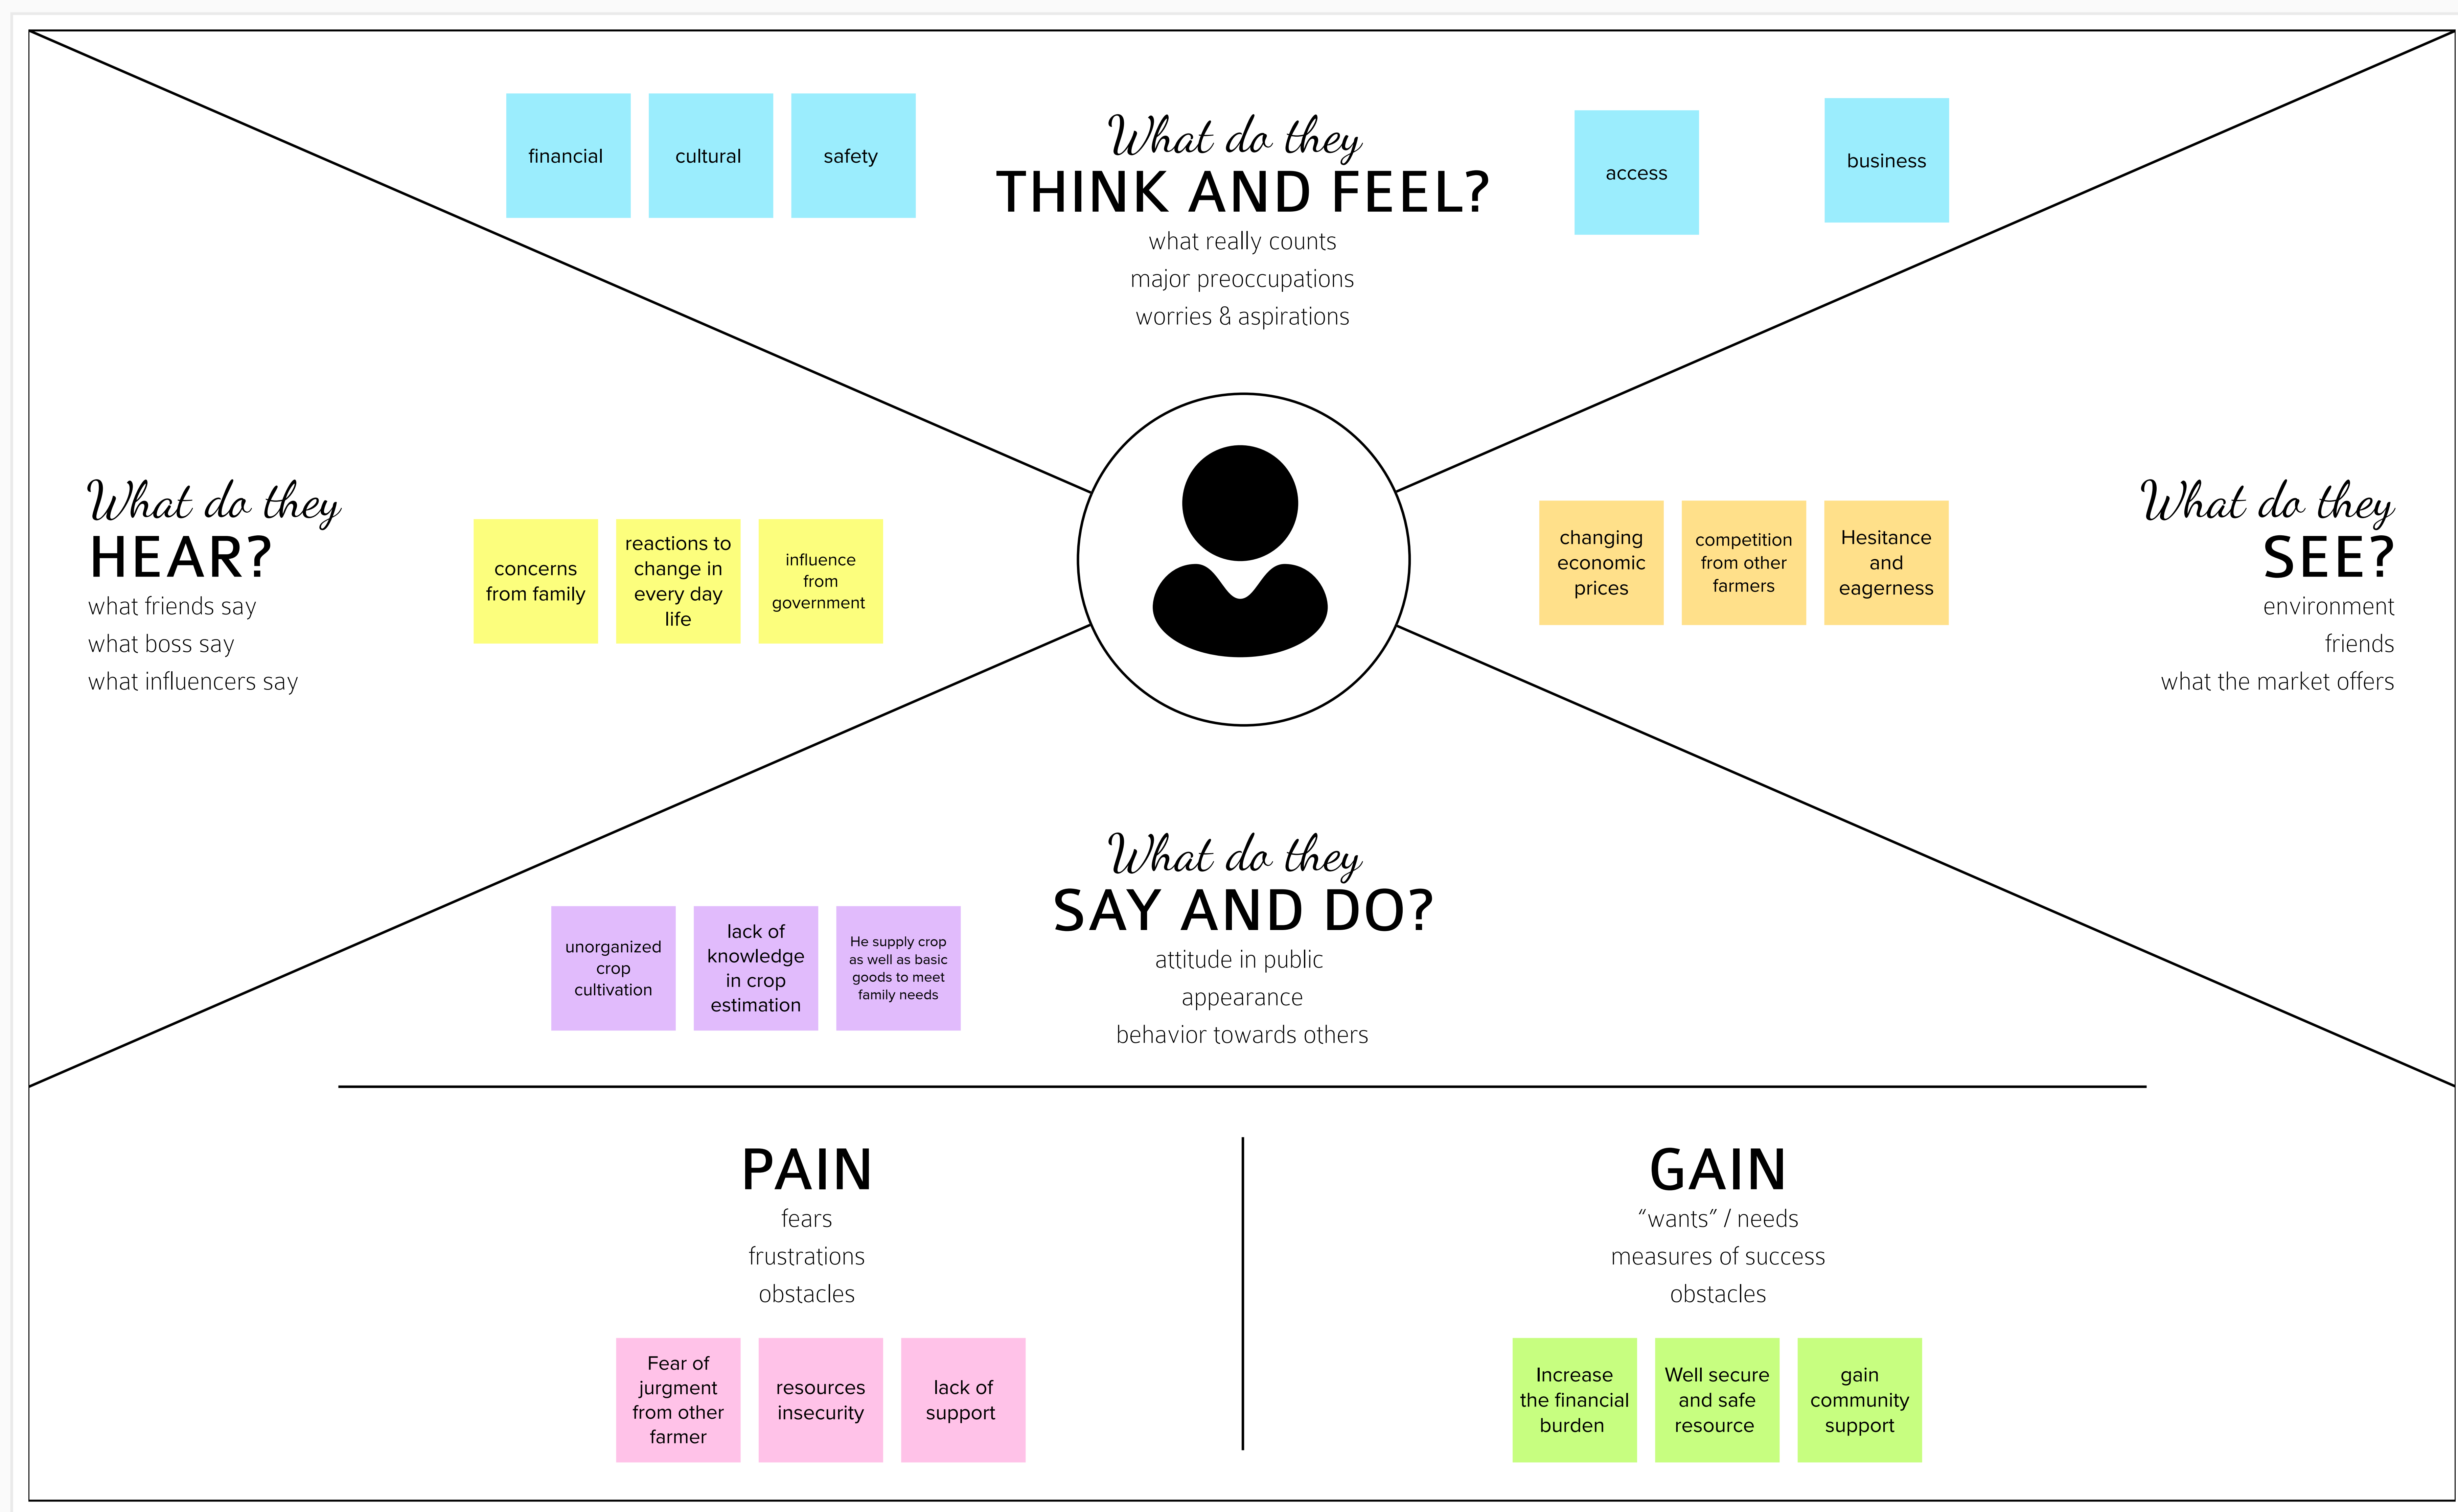 financial
cultural
safety
What do they
THINK AND FEEL?
what really counts
major preoccupations
worries & aspirations
access
business
What do they
HEAR?
what friends say
what boss say
what influencers say
concerns
from family
reactions to
change in
every day
life
influence
from
government
changing
economic
prices
competition
from other
farmers
Hesitance
and
eagerness
What do they
SEE?
environment
friends
what the market offers
What do they
SAY AND DO?
attitude in public
appearance
behavior towards others
unorganized
crop
cultivation
lack of
knowledge
in crop
estimation
He supply crop
as well as basic
goods to meet
family needs
PAIN
fears
frustrations
obstacles
Fear of
jurgment
from other
farmer
resources
insecurity
lack of
support
GAIN
“wants” / needs
measures of success
obstacles
Increase
the financial
burden
Well secure
and safe
resource
gain
community
support